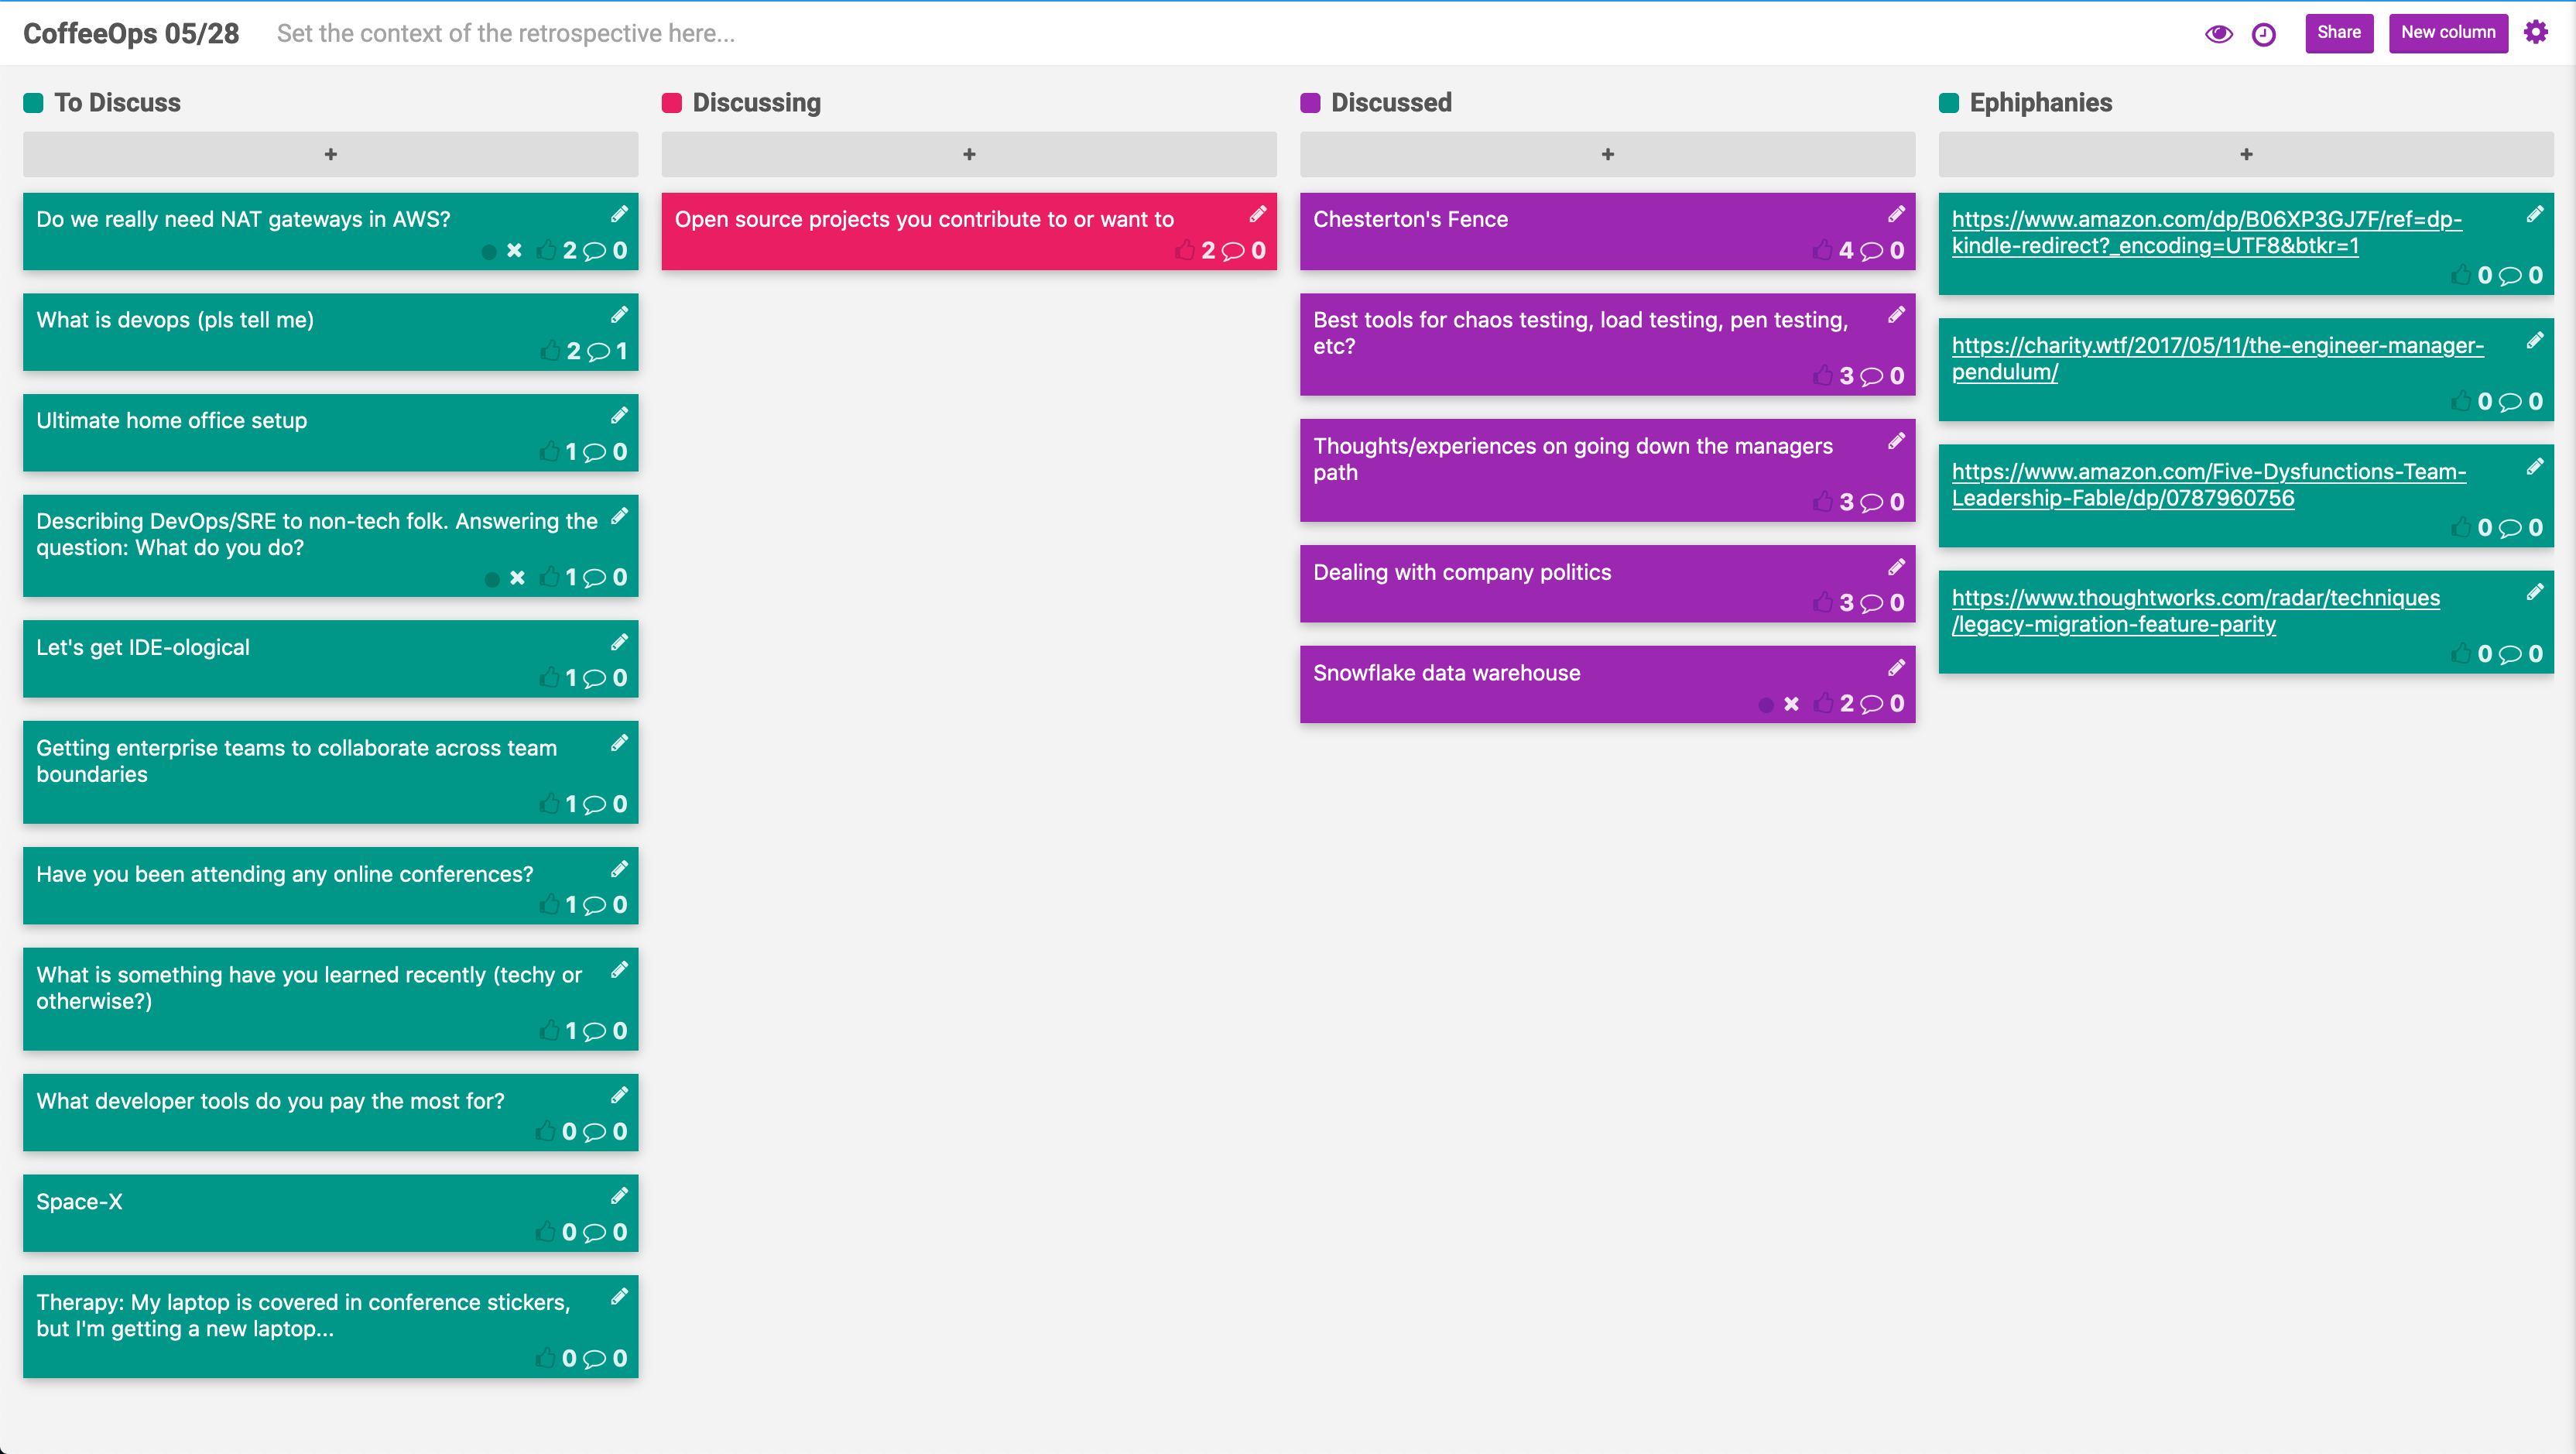 CoffeeOps 05/28
Set the context of the retrospective here...
Share
New column
To Discuss
+
Do we really need NAT gateways in AWS?
2 0
What is devops (pls tell me)
2 1
Ultimate home office setup
1 0
Describing DevOps/SRE to non-tech folk. Answering the
question: What do you do?
1 0
Let's get IDE-ological
1 0
Getting enterprise teams to collaborate across team
boundaries
1 0
Have you been attending any online conferences?
1 0
What is something have you learned recently (techy or
otherwise?)
1 0
What developer tools do you pay the most for?
0 0
Space-X
0 0
Therapy: My laptop is covered in conference stickers,
but I'm getting a new laptop...
0 0
Discussing
+
Open source projects you contribute to or want to
2 0
Discussed
+
Chesterton's Fence
4 0
Best tools for chaos testing, load testing, pen testing,
etc?
3 0
Thoughts/experiences on going down the managers
path
3 0
Dealing with company politics
3 0
Snowflake data warehouse
2 0
Ephiphanies
+
https://www.amazon.com/dp/B06XP3GJ7F/ref=dp-
kindle-redirect?_encoding=UTF8&btkr=1
0 0
https://charity.wtf/2017/05/11/the-engineer-manager-
pendulum/
0 0
https://www.amazon.com/Five-Dysfunctions-Team-
Leadership-Fable/dp/0787960756
0 0
https://www.thoughtworks.com/radar/techniques
/legacy-migration-feature-parity
0 0